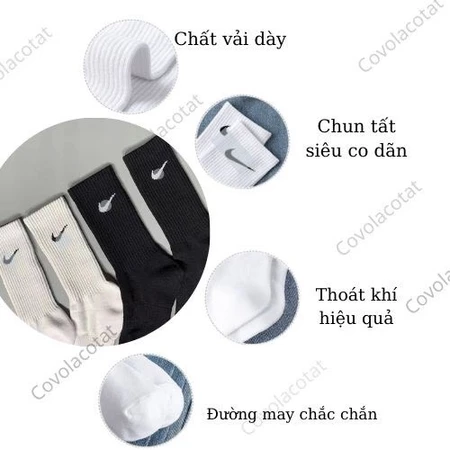 Covolacotat
Chất vải dày
Covolacotat
Covolacotat
Chun tất
siêu co dãn
Covolacotat
Thoát khí
hiệu quả
Covolacotat
Covolacotat
Đường may chắc chắn
Covolacotat